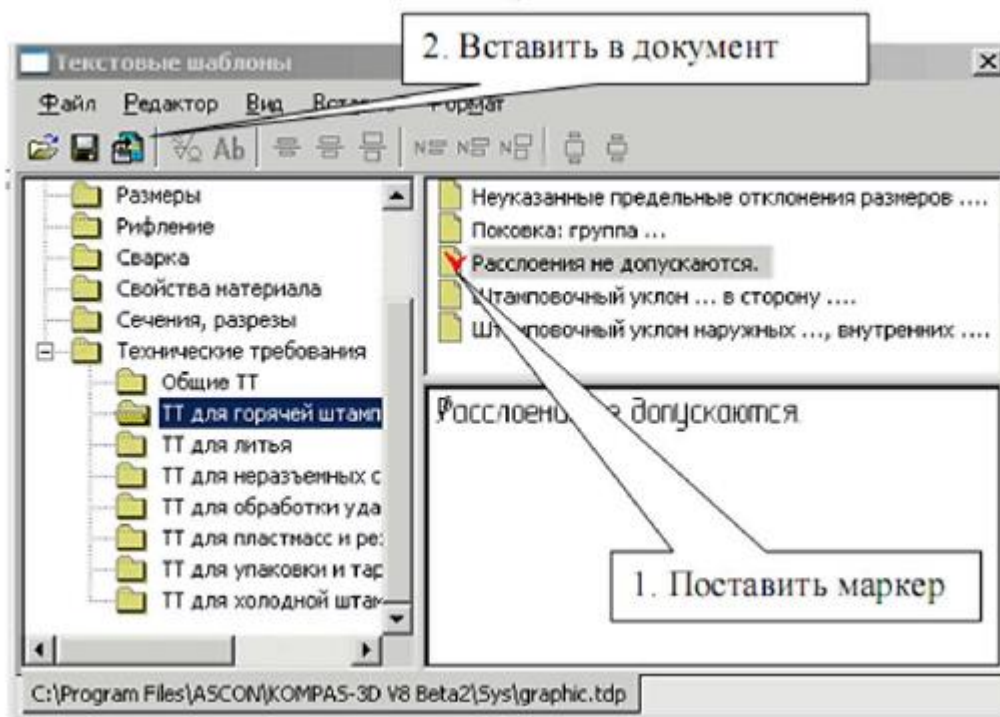 2. Вставить в документ
Текстовые шаблоны
Файл Редактор Вид Формат
Ab
Размеры
Рифление
Сварка
Свойства материала
Сечения, разрезы
Технические требования
Общие ТТ
ТТ для горячей штамп
ТТ для литья
ТТ для неразъемных с
ТТ для обработки уда
ТТ для пластмасс и ре
ТТ для упаковки и тар
ТТ для холодной штам
Неуказанные предельные отклонения размеров ....
Поковка: группа ...
Расслоения не допускаются.
Штамповочный уклон ... в сторону ....
Штамповочный уклон наружных ..., внутренних ....
допускаются.
1. Поставить маркер
C:\Program Files\ASCON\KOMPAS-3D V8 Beta2\Sys\graphic.tdp